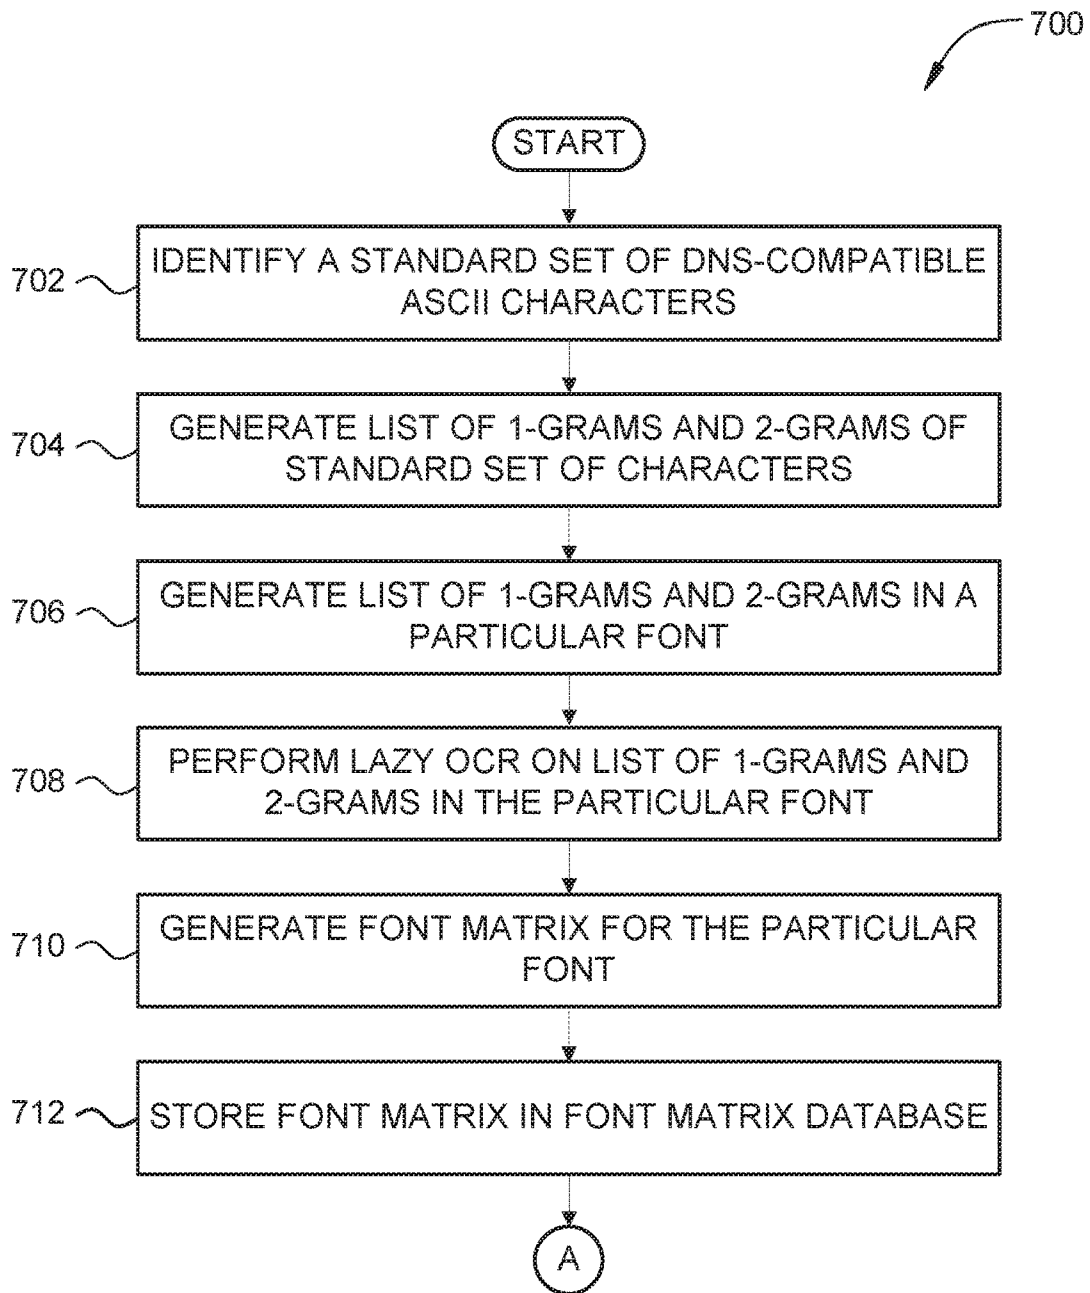 700
START
702
IDENTIFY A STANDARD SET OF DNS-COMPATIBLE
ASCII CHARACTERS
704
GENERATE LIST OF 1-GRAMS AND 2-GRAMS OF
STANDARD SET OF CHARACTERS
706
GENERATE LIST OF 1-GRAMS AND 2-GRAMS IN A
PARTICULAR FONT
708
PERFORM LAZY OCR ON LIST OF 1-GRAMS AND
2-GRAMS IN THE PARTICULAR FONT
710
GENERATE FONT MATRIX FOR THE PARTICULAR
FONT
712
STORE FONT MATRIX IN FONT MATRIX DATABASE
A